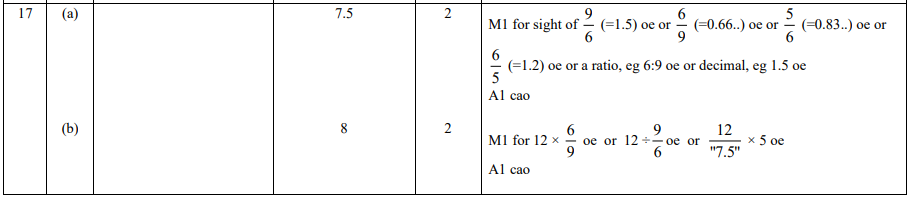 17 (a) 7.5 2 M1 for sight of 9/6 (=1.5) oe or 6/9 (=0.66..) oe or 5/6 (=0.83..) oe or
6/5 (=1.2) oe or a ratio, eg 6:9 oe or decimal, eg 1.5 oe
A1 cao
(b) 8 2 M1 for 12 × 6/9 oe or 12 ÷ 9/6 oe or 12/"7.5" × 5 oe
A1 cao